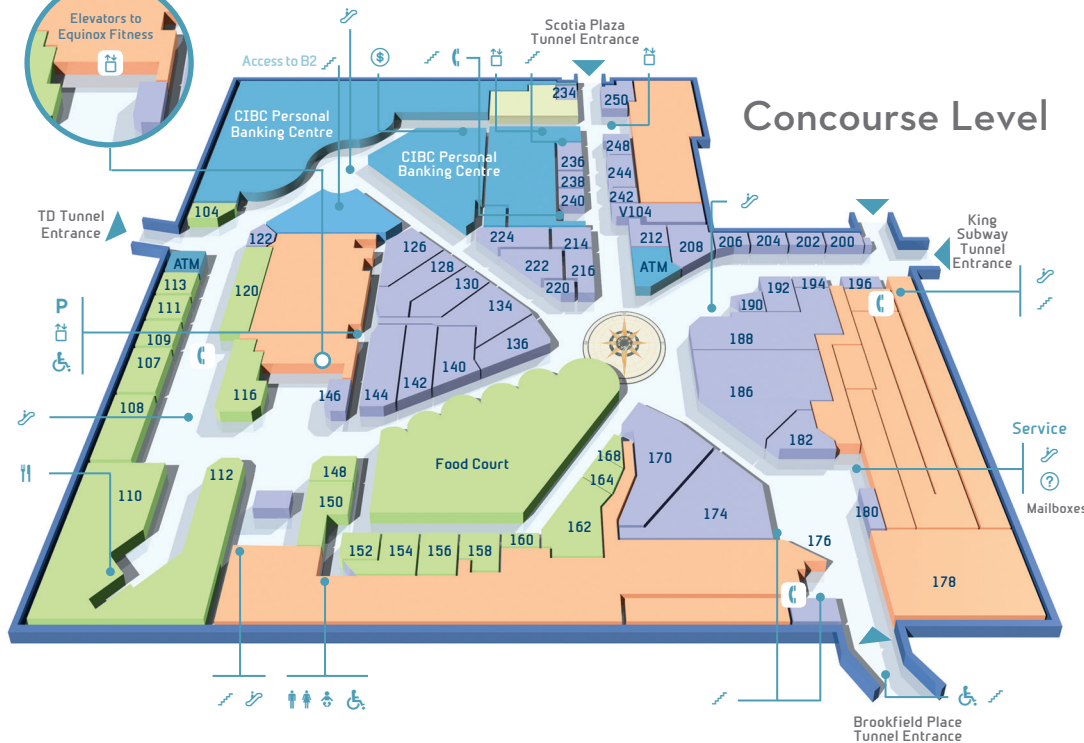 Elevators to
Equinox Fitness
Access to B2
$
Scotia Plaza
Tunnel Entrance
Concourse Level
CIBC Personal
Banking Centre
CIBC Personal
Banking Centre
234
250
236
238
240
248
244
242
V104
104
TD Tunnel
Entrance
122
126
128
130
134
136
224
214
222
216
220
212
208
206
204
202
200
ATM
King
Subway
Tunnel
Entrance
ATM
113
111
109
107
108
120
116
P
190
192
194
196
188
186
182
146
144
142
140
Food Court
168
164
162
160
170
174
Service
?
Mailboxes
180
176
178
110
112
148
150
152
154
156
158
Brookfield Place
Tunnel Entrance